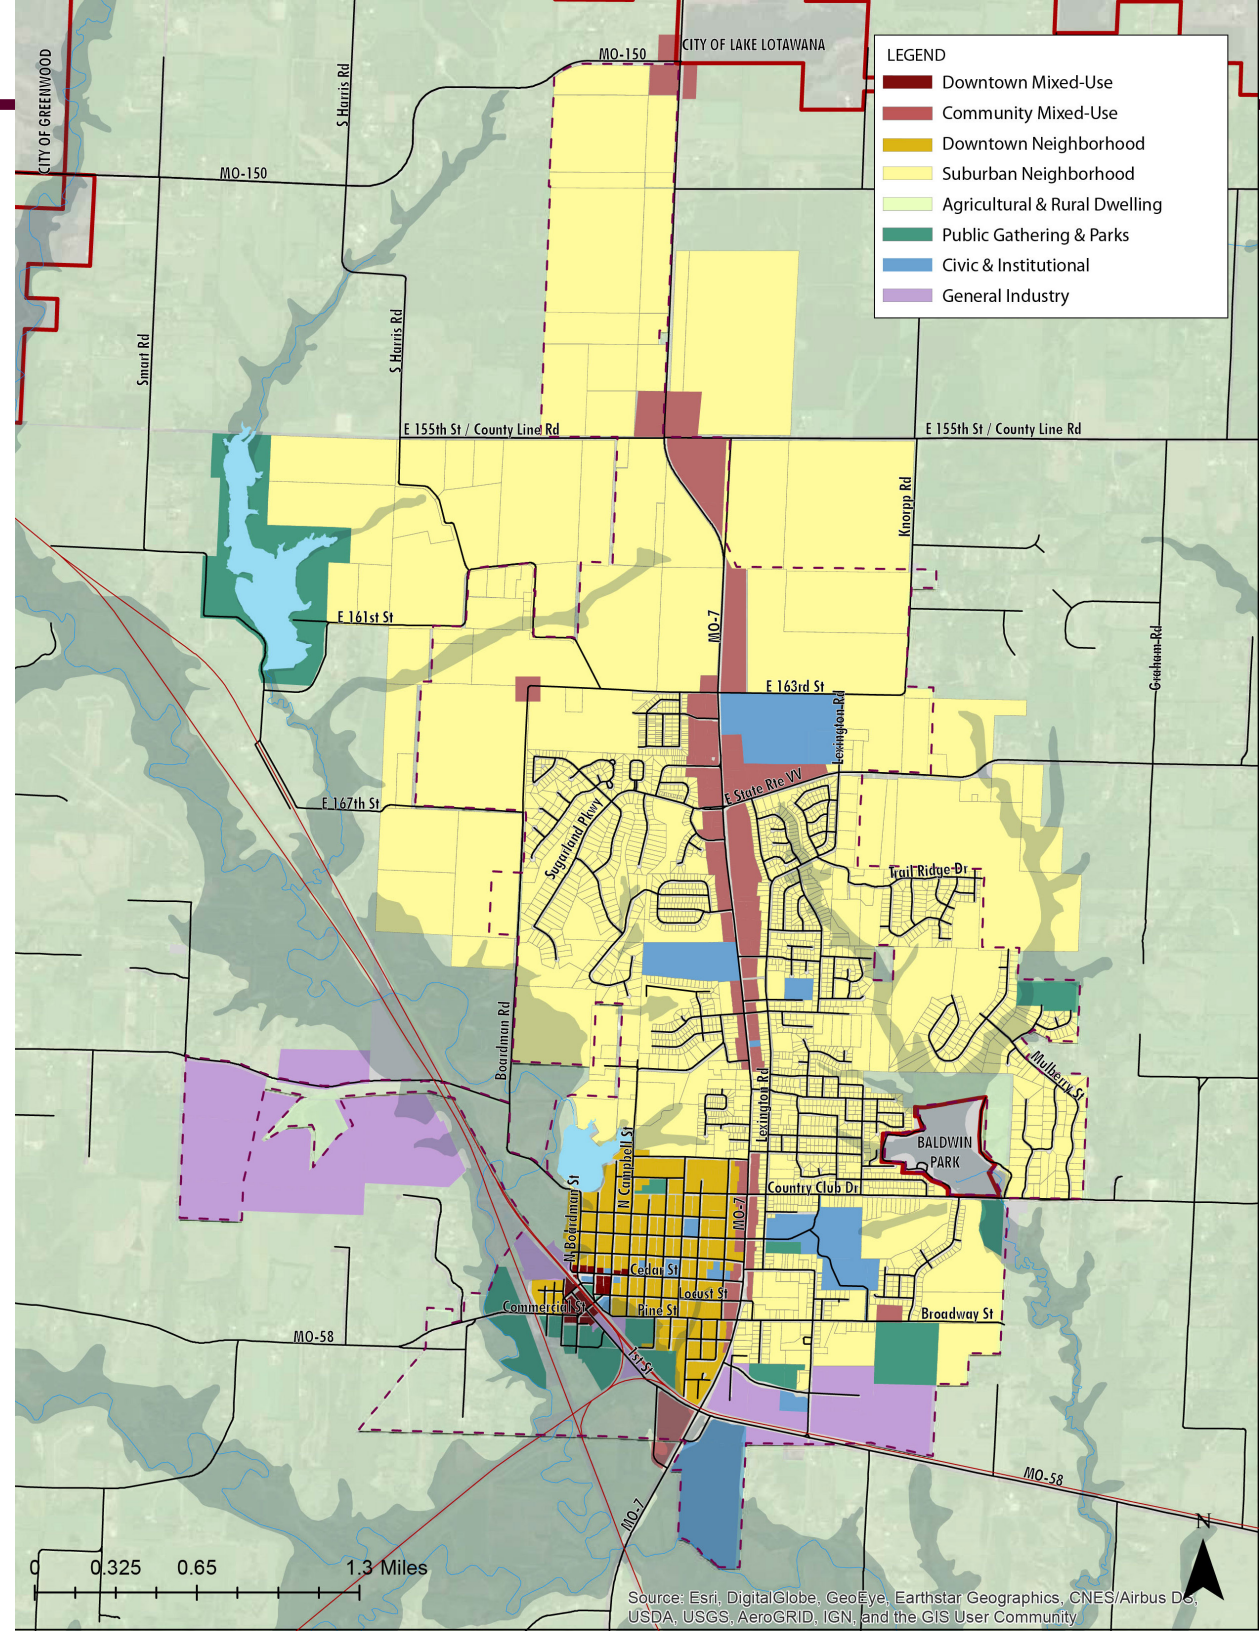 CITY OF GREENWOOD
S Harris Rd
MO-150
CITY OF LAKE LOTAWANA
LEGEND
Downtown Mixed-Use
Community Mixed-Use
Downtown Neighborhood
Suburban Neighborhood
Agricultural & Rural Dwelling
Public Gathering & Parks
Civic & Institutional
General Industry
MO-150
Smart Rd
S Harris Rd
E 155th St / County Line Rd
E 155th St / County Line Rd
Knorpp Rd
E 161st St
MO-7
Graham Rd
E 163rd St
Lexington Rd
E State Rte VV
E 167th St
Sugarland Pkwy
Trail Ridge Dr
Boardman Rd
Mulberry St
Lexington Rd
N Campbell St
BALDWIN
PARK
Country Club Dr
N Boardman St
MO-7
Cedar St
Locust St
Commercial St
Pine St
Broadway St
MO-58
1st St
MO-58
MO-7
N
0 0.325 0.65 1.3 Miles
Source: Esri, DigitalGlobe, GeoEye, Earthstar Geographics, CNES/Airbus DS,
USDA, USGS, AeroGRID, IGN, and the GIS User Community